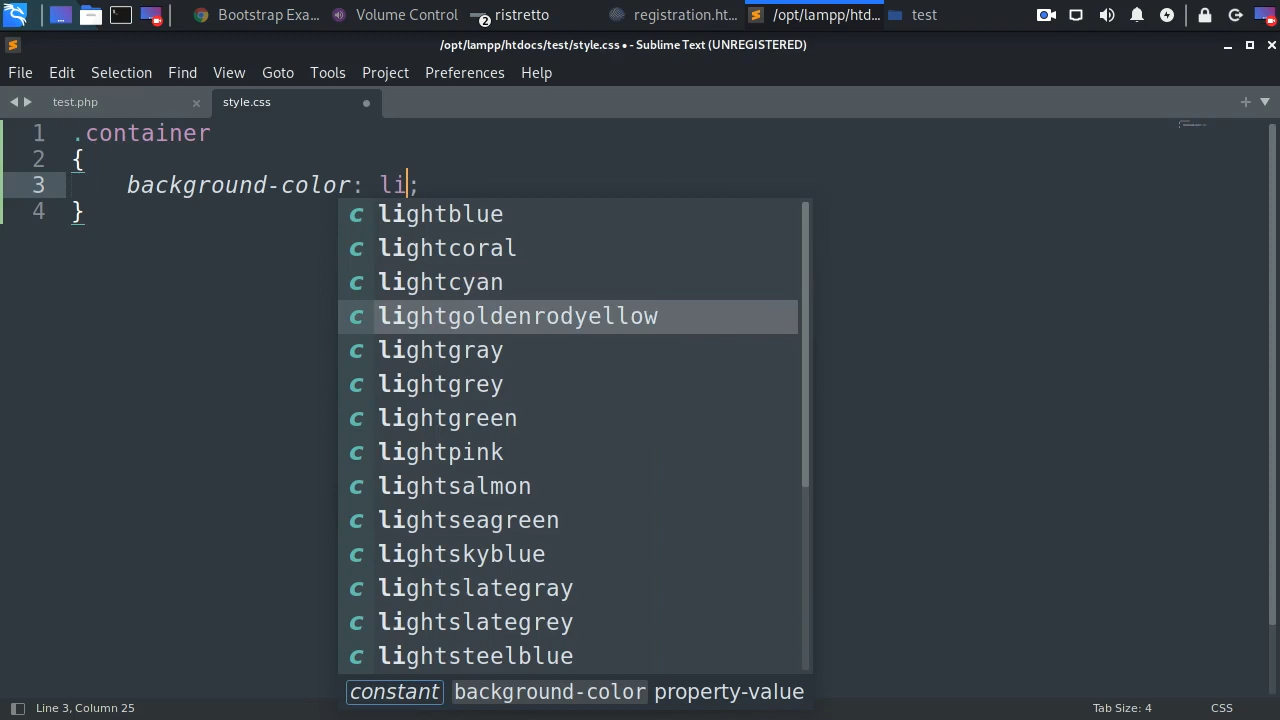 Bootstrap Exa... Volume Control 2 ristretto registration.ht... /opt/lampp/htd... test
/opt/lampp/htdocs/test/style.css • - Sublime Text (UNREGISTERED)
File Edit Selection Find View Goto Tools Project Preferences Help
test.php style.css
1 .container
2 {
3 background-color: li;
4 }
c lightblue
c lightcoral
c lightcyan
c lightgoldenrodyellow
c lightgray
c lightgrey
c lightgreen
c lightpink
c lightsalmon
c lightseagreen
c lightskyblue
c lightslategray
c lightslategrey
c lightsteelblue
constant background-color property-value
Line 3, Column 25 Tab Size: 4 CSS